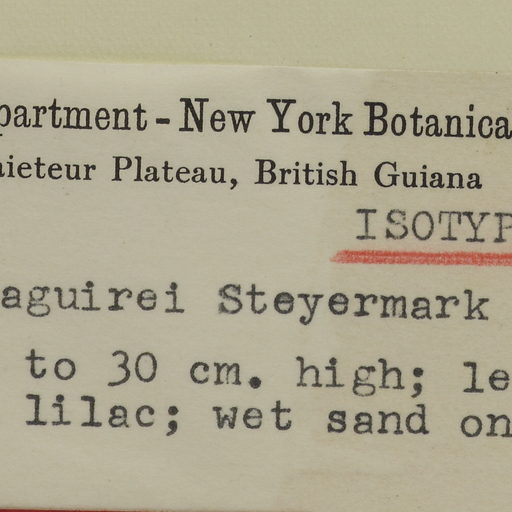 partment - New York Botanica
ieteur Plateau, British Guiana
ISOTYP
aguirei Steyermark
to 30 cm. high; le
lilac; wet sand on